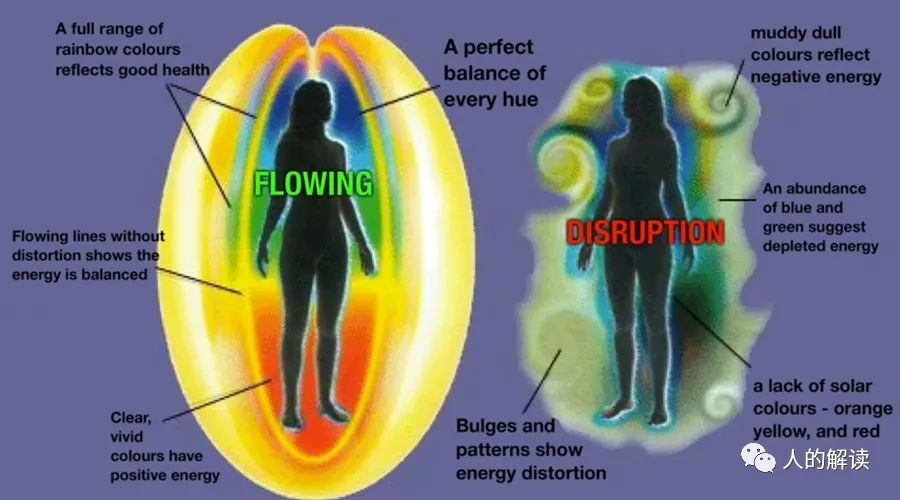 A full range of
rainbow colours
reflects good health
A perfect
balance of
every hue
FLOWING
Flowing lines without
distortion shows the
energy is balanced
Clear,
vivid
colours have
positive energy
muddy dull
colours reflect
negative energy
DISRUPTION
An abundance
of blue and
green suggest
depleted energy
Bulges and
patterns show
energy distortion
a lack of solar
colours - orange
yellow, and red
人的解读